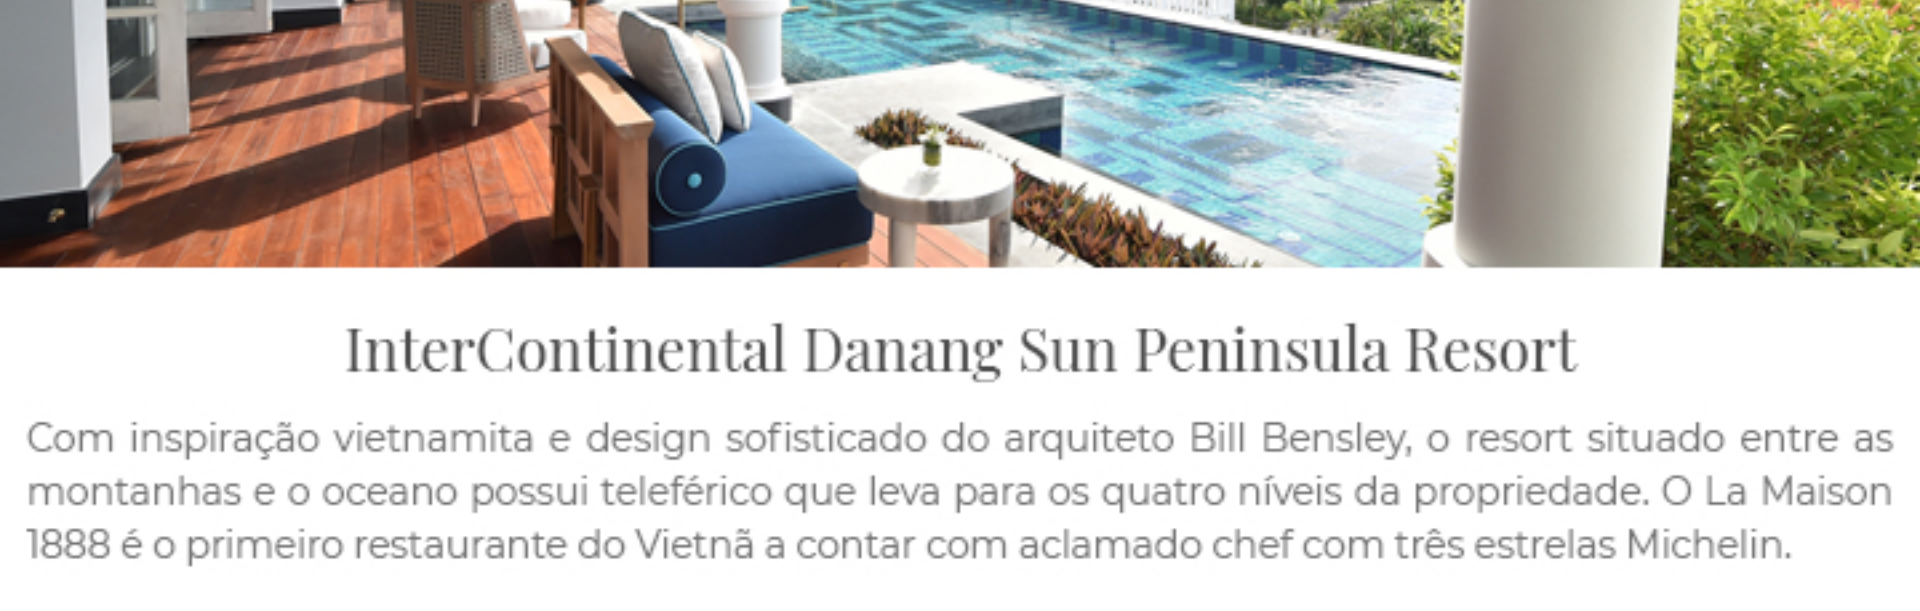 InterContinental Danang Sun Peninsula Resort
Com inspiração vietnamita e design sofisticado do arquiteto Bill Bensley, o resort situado entre as
montanhas e o oceano possui teleférico que leva para os quatro níveis da propriedade. O La Maison
1888 é o primeiro restaurante do Vietnã a contar com aclamado chef com três estrelas Michelin.